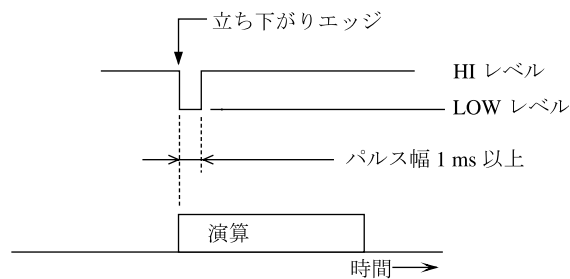 立ち下がりエッジ
HI レベル
LOW レベル
パルス幅 1 ms 以上
演算
時間